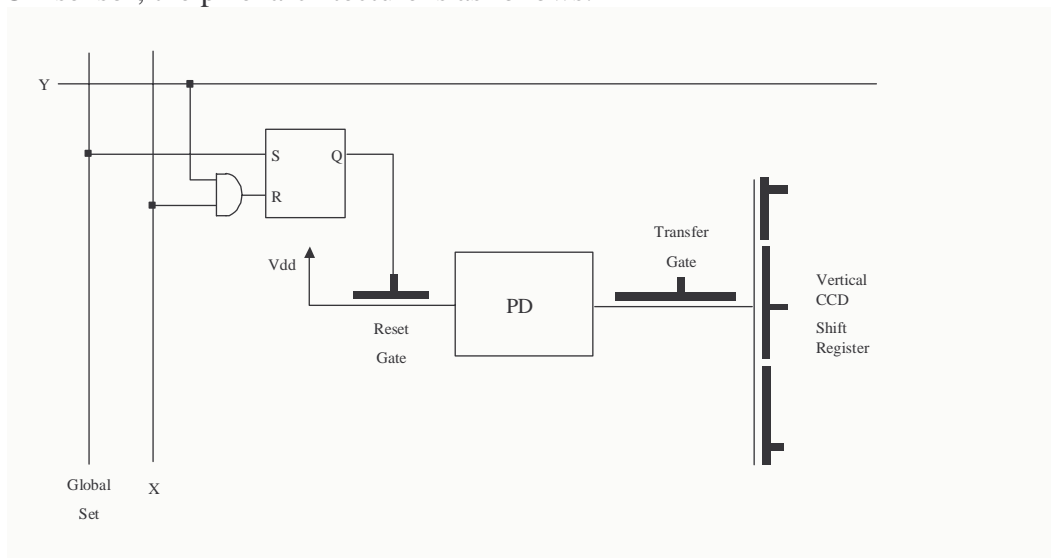 Y
S Q
R
Vdd
Transfer
Gate
PD
Reset
Gate
Vertical
CCD
Shift
Register
Global
Set
X